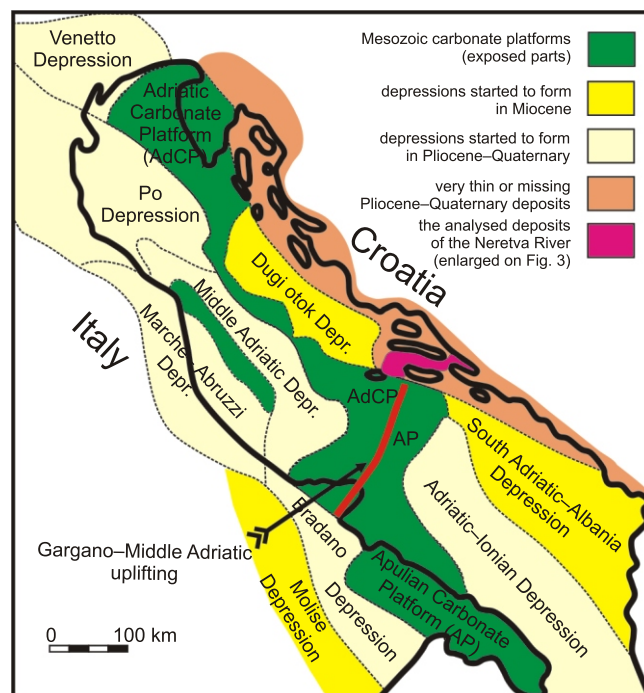 Venetto
Depression
Mesozoic carbonate platforms
(exposed parts)
depressions started to form
in Miocene
depressions started to form
in Pliocene–Quaternary
very thin or missing
Pliocene–Quaternary deposits
the analysed deposits
of the Neretva River
(enlarged on Fig. 3)
Adriatic
Carbonate
Platform
(AdCP)
Po
Depression
Croatia
Dugi otok Depr.
Italy
Middle Adriatic Depr.
Marche–Abruzzi
Depr.
AdCP
AP
South Adriatic–Albania
Depression
Adriatic–Ionian Depression
Gargano–Middle Adriatic
uplifting
Bradano
Depression
Molise
Depression
Apulian Carbonate
Platform (AP)
0 100 km